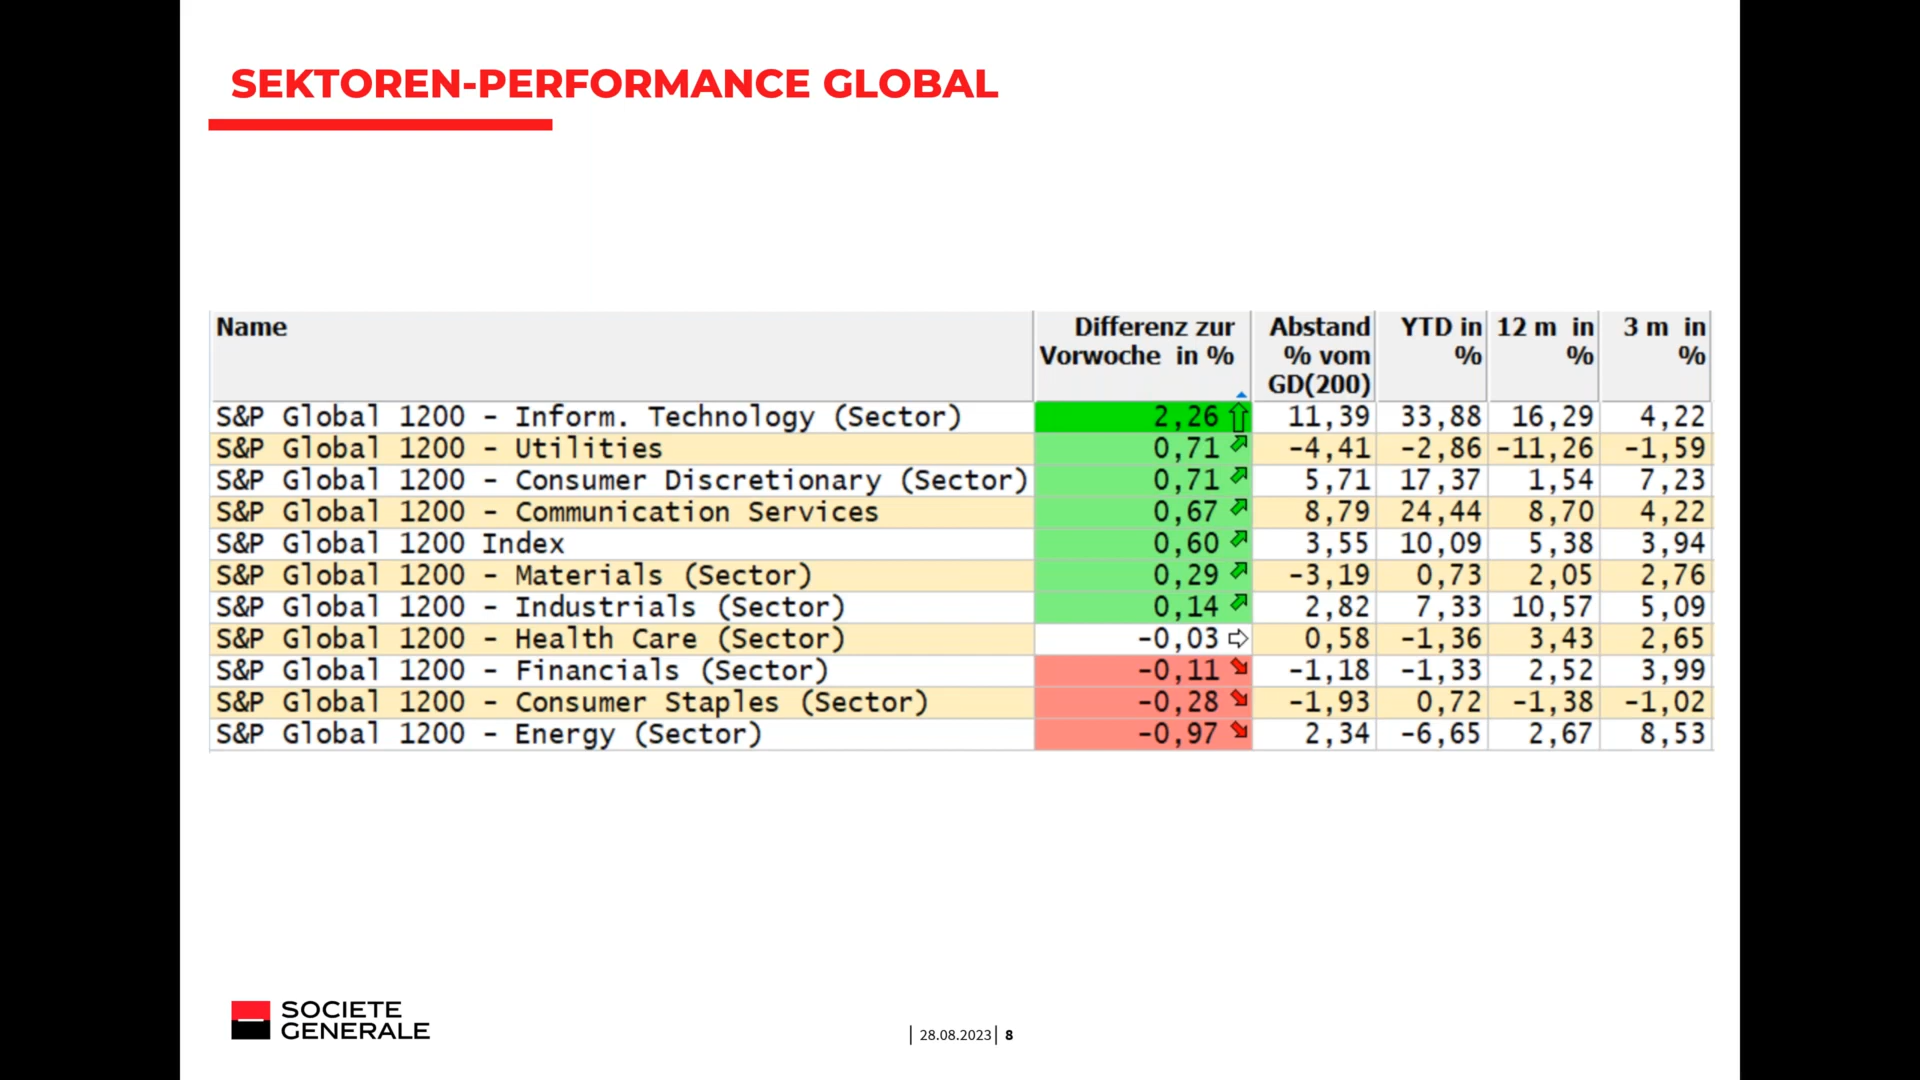 SEKTOREN-PERFORMANCE GLOBAL
Name Differenz zur Vorwoche in % Abstand % vom GD(200) YTD in % 12 m in % 3 m in %
S&P Global 1200 - Inform. Technology (Sector) 2,26 11,39 33,88 16,29 4,22
S&P Global 1200 - Utilities 0,71 -4,41 -2,86 -11,26 -1,59
S&P Global 1200 - Consumer Discretionary (Sector) 0,71 5,71 17,37 1,54 7,23
S&P Global 1200 - Communication Services 0,67 8,79 24,44 8,70 4,22
S&P Global 1200 Index 0,60 3,55 10,09 5,38 3,94
S&P Global 1200 - Materials (Sector) 0,29 -3,19 0,73 2,05 2,76
S&P Global 1200 - Industrials (Sector) 0,14 2,82 7,33 10,57 5,09
S&P Global 1200 - Health Care (Sector) -0,03 0,58 -1,36 3,43 2,65
S&P Global 1200 - Financials (Sector) -0,11 -1,18 -1,33 2,52 3,99
S&P Global 1200 - Consumer Staples (Sector) -0,28 -1,93 0,72 -1,38 -1,02
S&P Global 1200 - Energy (Sector) -0,97 2,34 -6,65 2,67 8,53
SOCIETE
GENERALE
| 28.08.2023 | 8